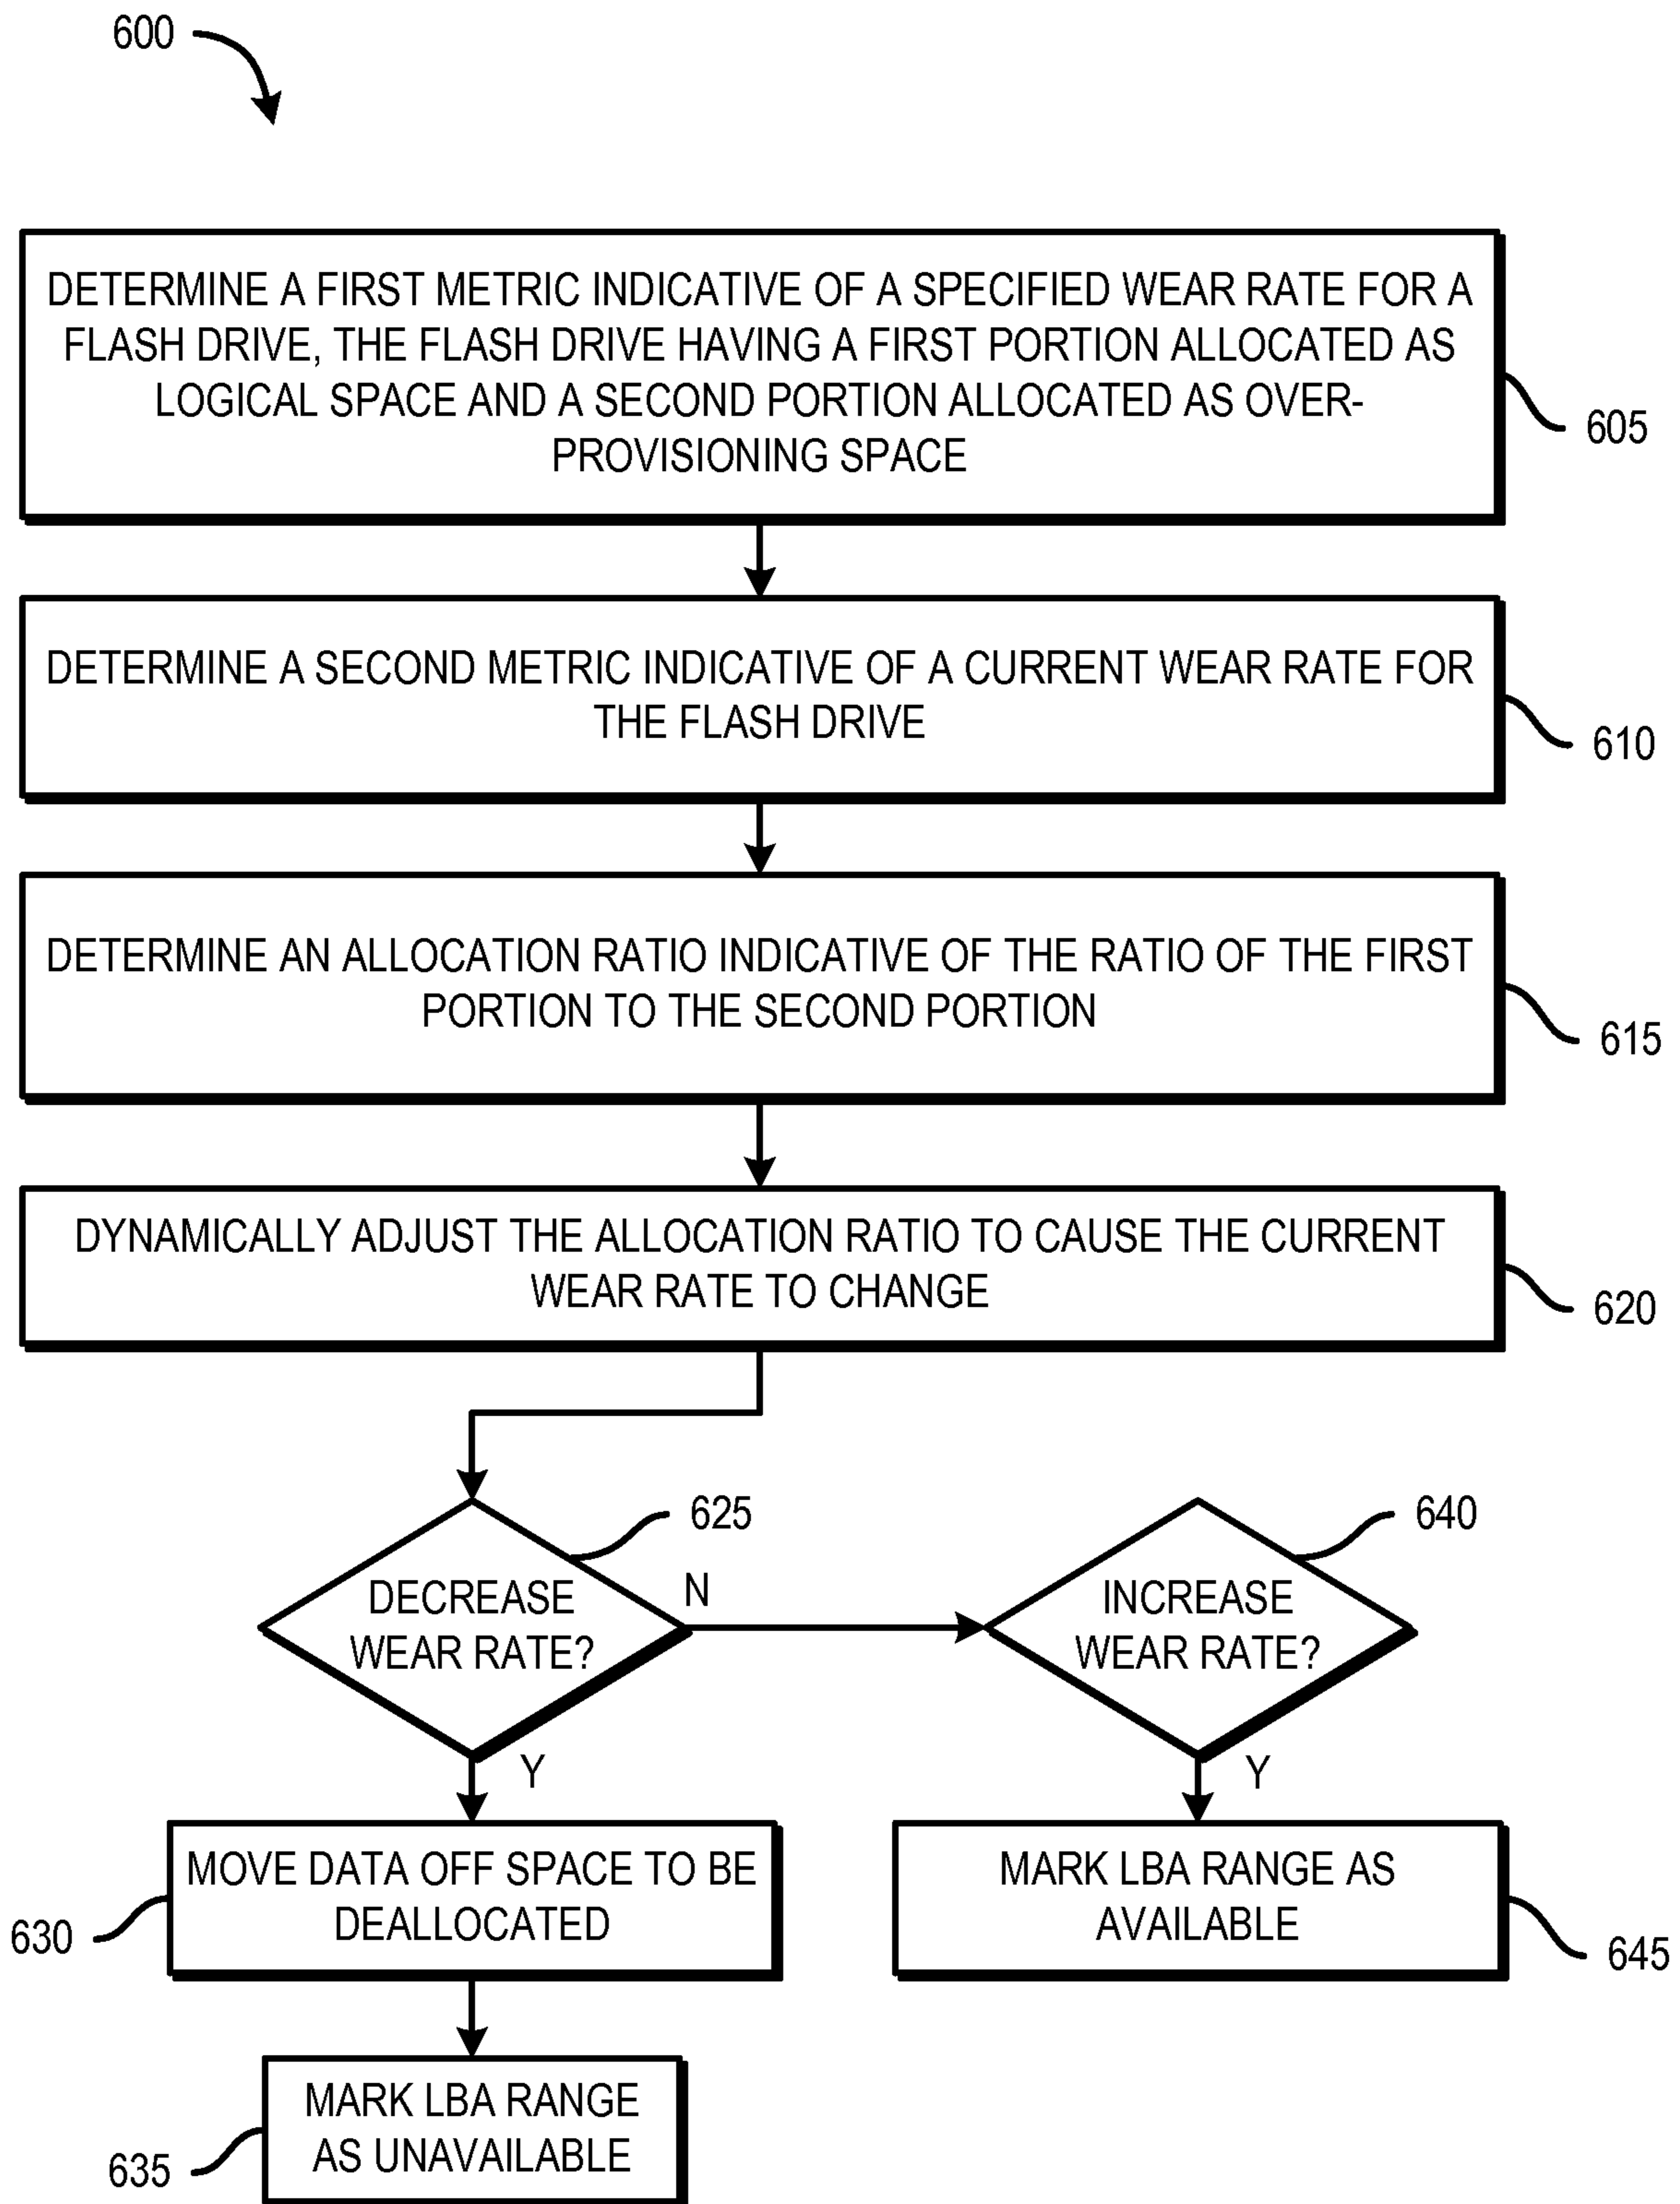 600
DETERMINE A FIRST METRIC INDICATIVE OF A SPECIFIED WEAR RATE FOR A
FLASH DRIVE, THE FLASH DRIVE HAVING A FIRST PORTION ALLOCATED AS
LOGICAL SPACE AND A SECOND PORTION ALLOCATED AS OVER-
PROVISIONING SPACE
605
DETERMINE A SECOND METRIC INDICATIVE OF A CURRENT WEAR RATE FOR
THE FLASH DRIVE
610
DETERMINE AN ALLOCATION RATIO INDICATIVE OF THE RATIO OF THE FIRST
PORTION TO THE SECOND PORTION
615
DYNAMICALLY ADJUST THE ALLOCATION RATIO TO CAUSE THE CURRENT
WEAR RATE TO CHANGE
620
625
DECREASE
WEAR RATE?
N
Y
640
INCREASE
WEAR RATE?
Y
MOVE DATA OFF SPACE TO BE
DEALLOCATED
630
MARK LBA RANGE AS
AVAILABLE
645
MARK LBA RANGE
AS UNAVAILABLE
635